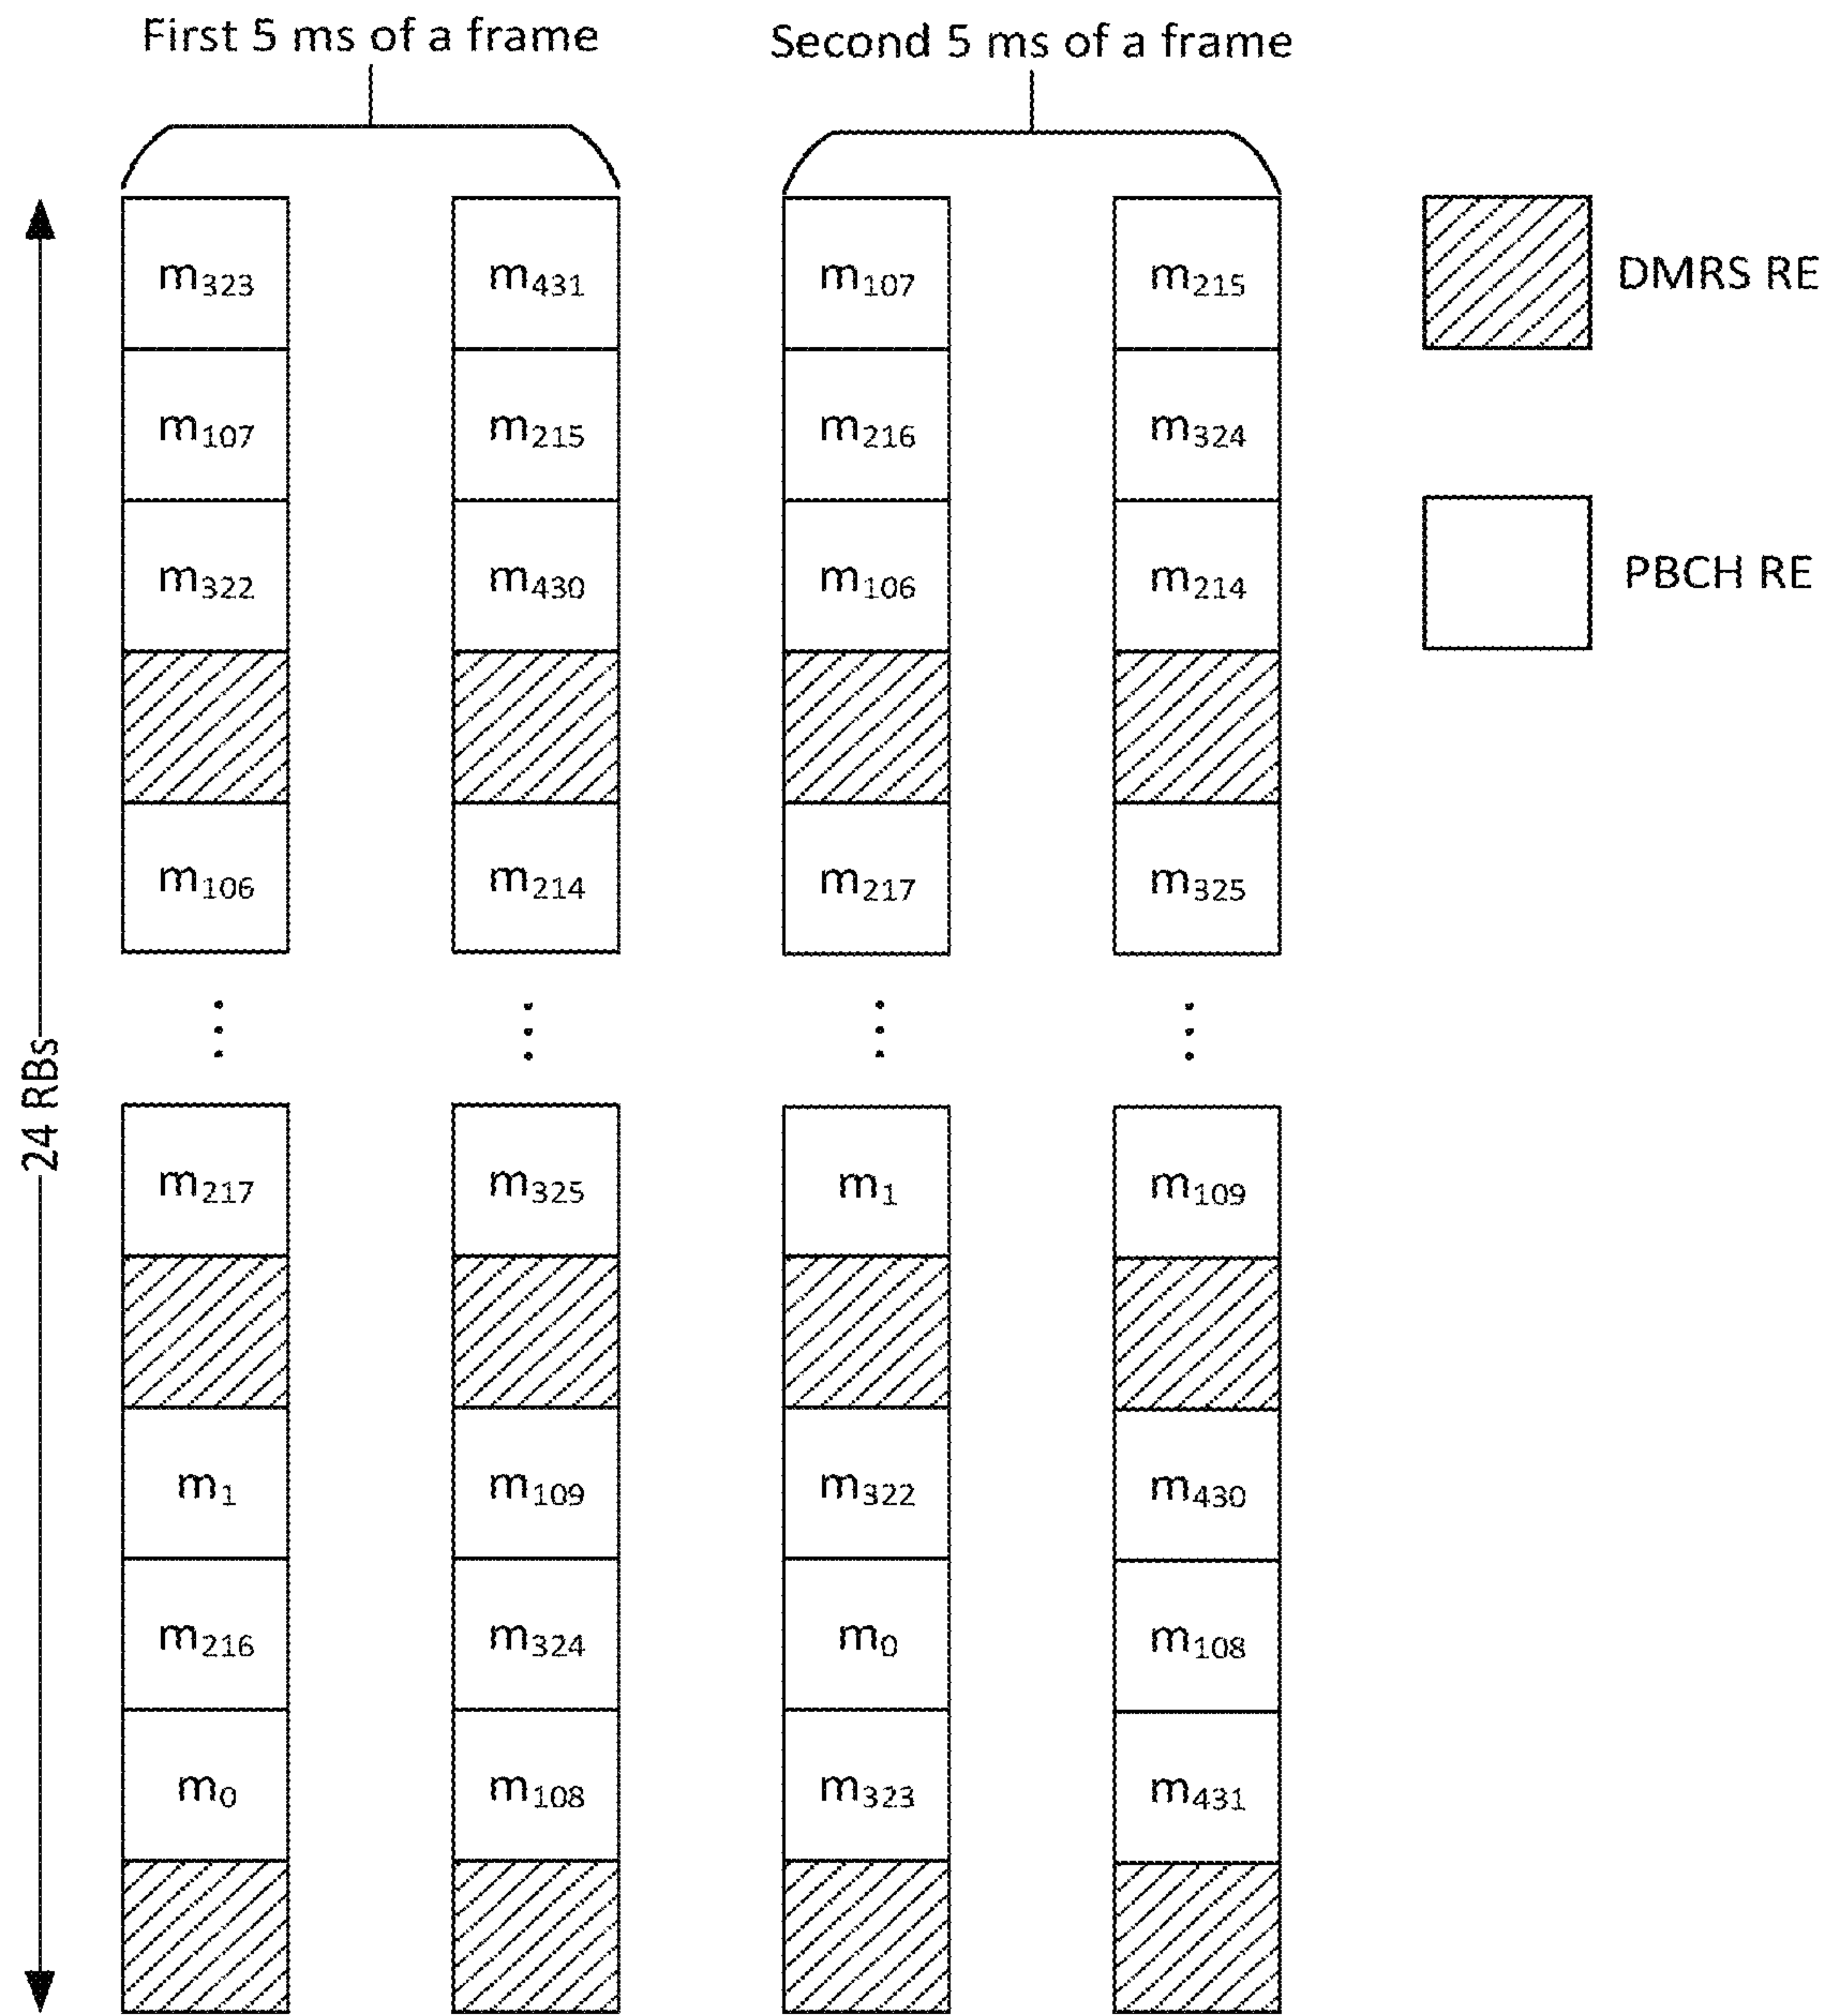 First 5 ms of a frame
Second 5 ms of a frame
m323 m431 m107 m215
DMRS RE
m107 m215 m216 m324
m322 m430 m106 m214
PBCH RE
m106 m214 m217 m325
24 RBs
m217 m325 m1 m109
m1 m109 m322 m430
m216 m324 m0 m108
m0 m108 m323 m431